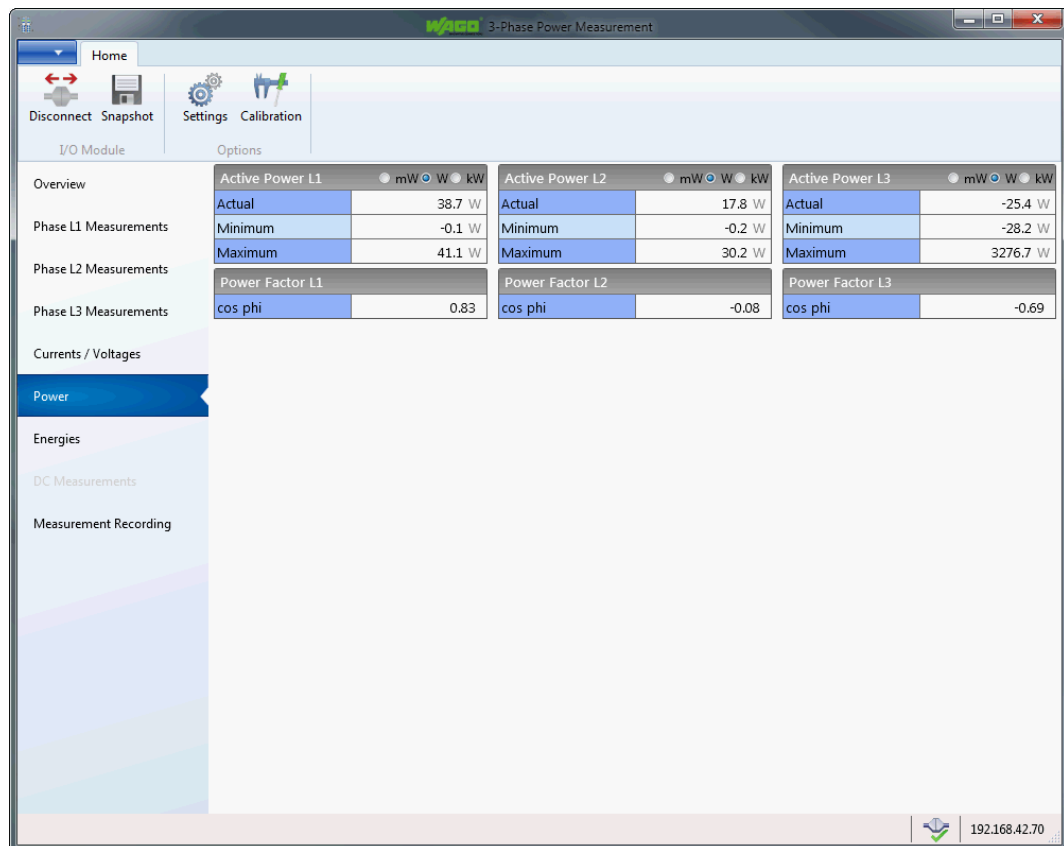 WAGO 3-Phase Power Measurement
Home
Disconnect Snapshot Settings Calibration
I/O Module Options
Overview
Phase L1 Measurements
Phase L2 Measurements
Phase L3 Measurements
Currents / Voltages
Power
Energies
DC Measurements
Measurement Recording
Active Power L1 mW W kW Active Power L2 mW W kW Active Power L3 mW W kW
Actual 38.7 W Actual 17.8 W Actual -25.4 W
Minimum -0.1 W Minimum -0.2 W Minimum -28.2 W
Maximum 41.1 W Maximum 30.2 W Maximum 3276.7 W
Power Factor L1 Power Factor L2 Power Factor L3
cos phi 0.83 cos phi -0.08 cos phi -0.69
192.168.42.70